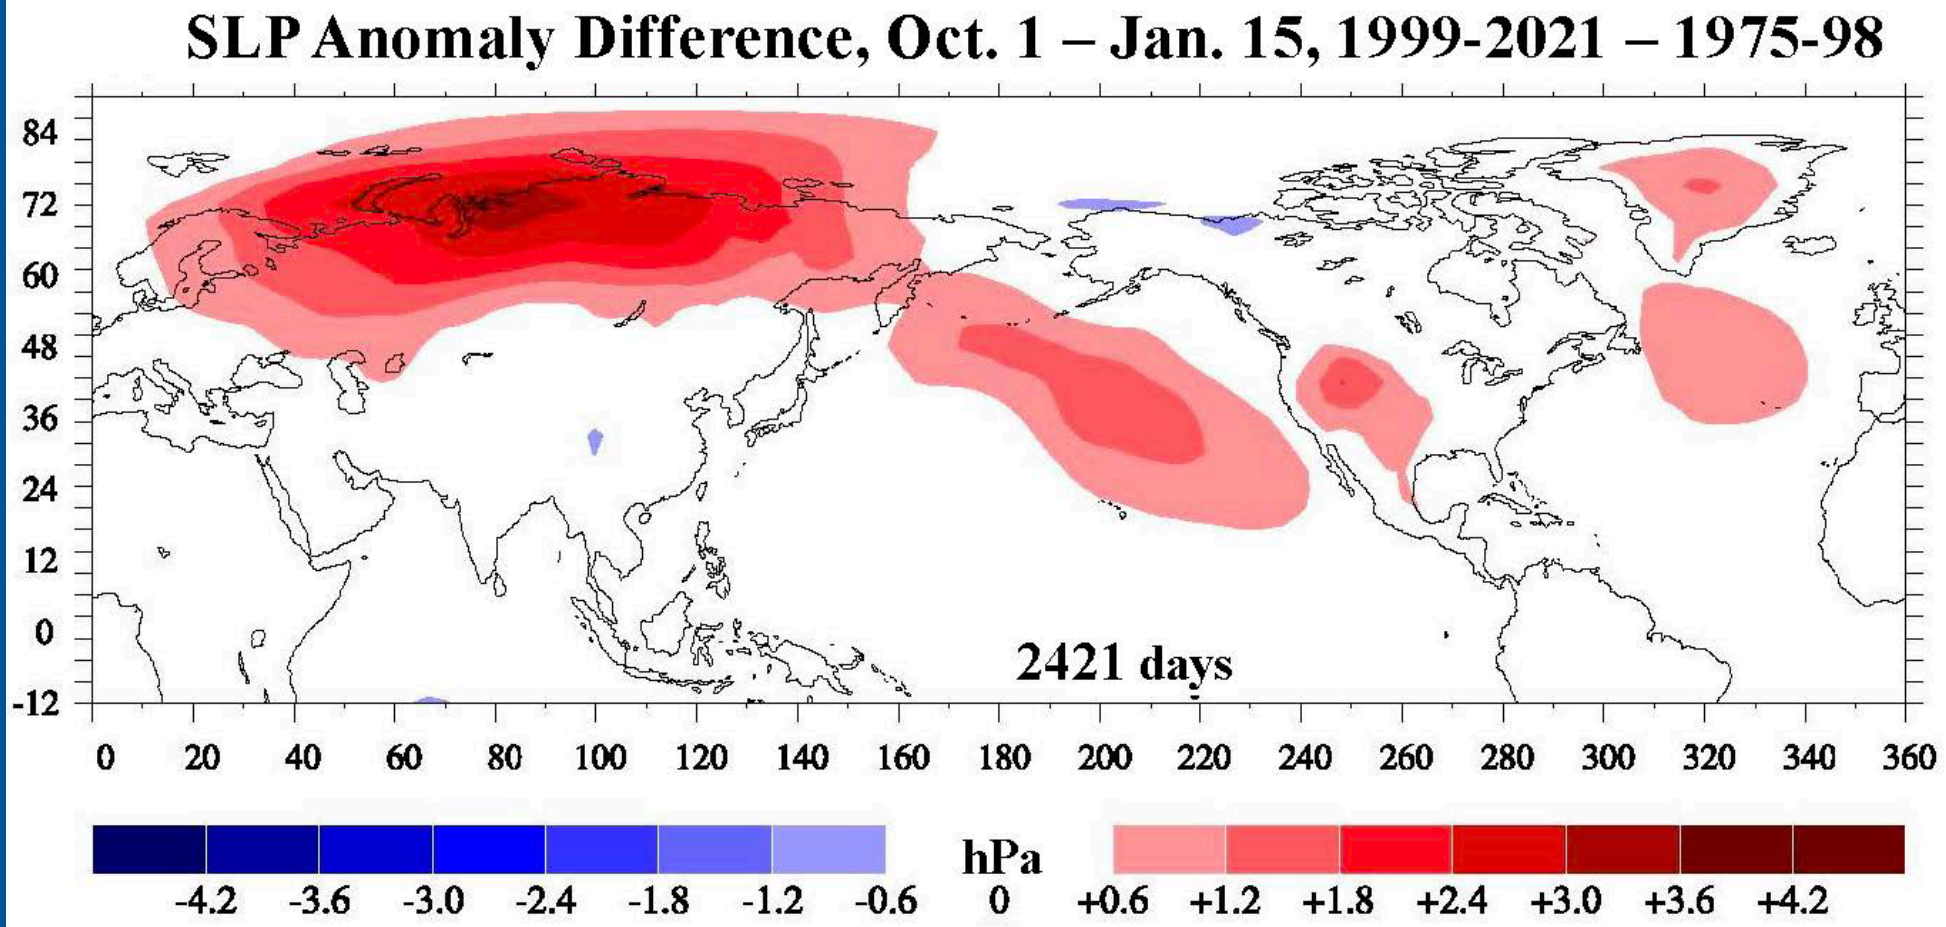 SLP Anomaly Difference, Oct. 1 – Jan. 15, 1999-2021 – 1975-98
84
72
60
48
36
24
12
0
-12
2421 days
0 20 40 60 80 100 120 140 160 180 200 220 240 260 280 300 320 340 360
hPa
-4.2 -3.6 -3.0 -2.4 -1.8 -1.2 -0.6 0 +0.6 +1.2 +1.8 +2.4 +3.0 +3.6 +4.2